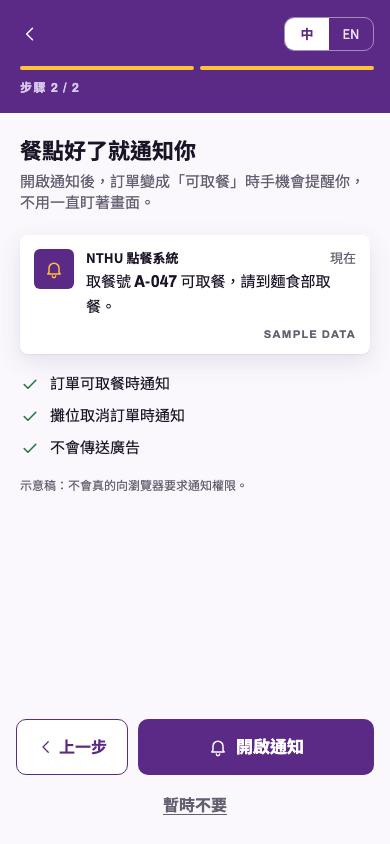 中 EN
步驟 2 / 2
餐點好了就通知你
開啟通知後，訂單變成「可取餐」時手機會提醒你，
不用一直盯著畫面。
NTHU 點餐系統 現在
取餐號 A-047 可取餐，請到麵食部取
餐。
SAMPLE DATA
訂單可取餐時通知
攤位取消訂單時通知
不會傳送廣告
示意稿：不會真的向瀏覽器要求通知權限。
上一步 開啟通知
暫時不要